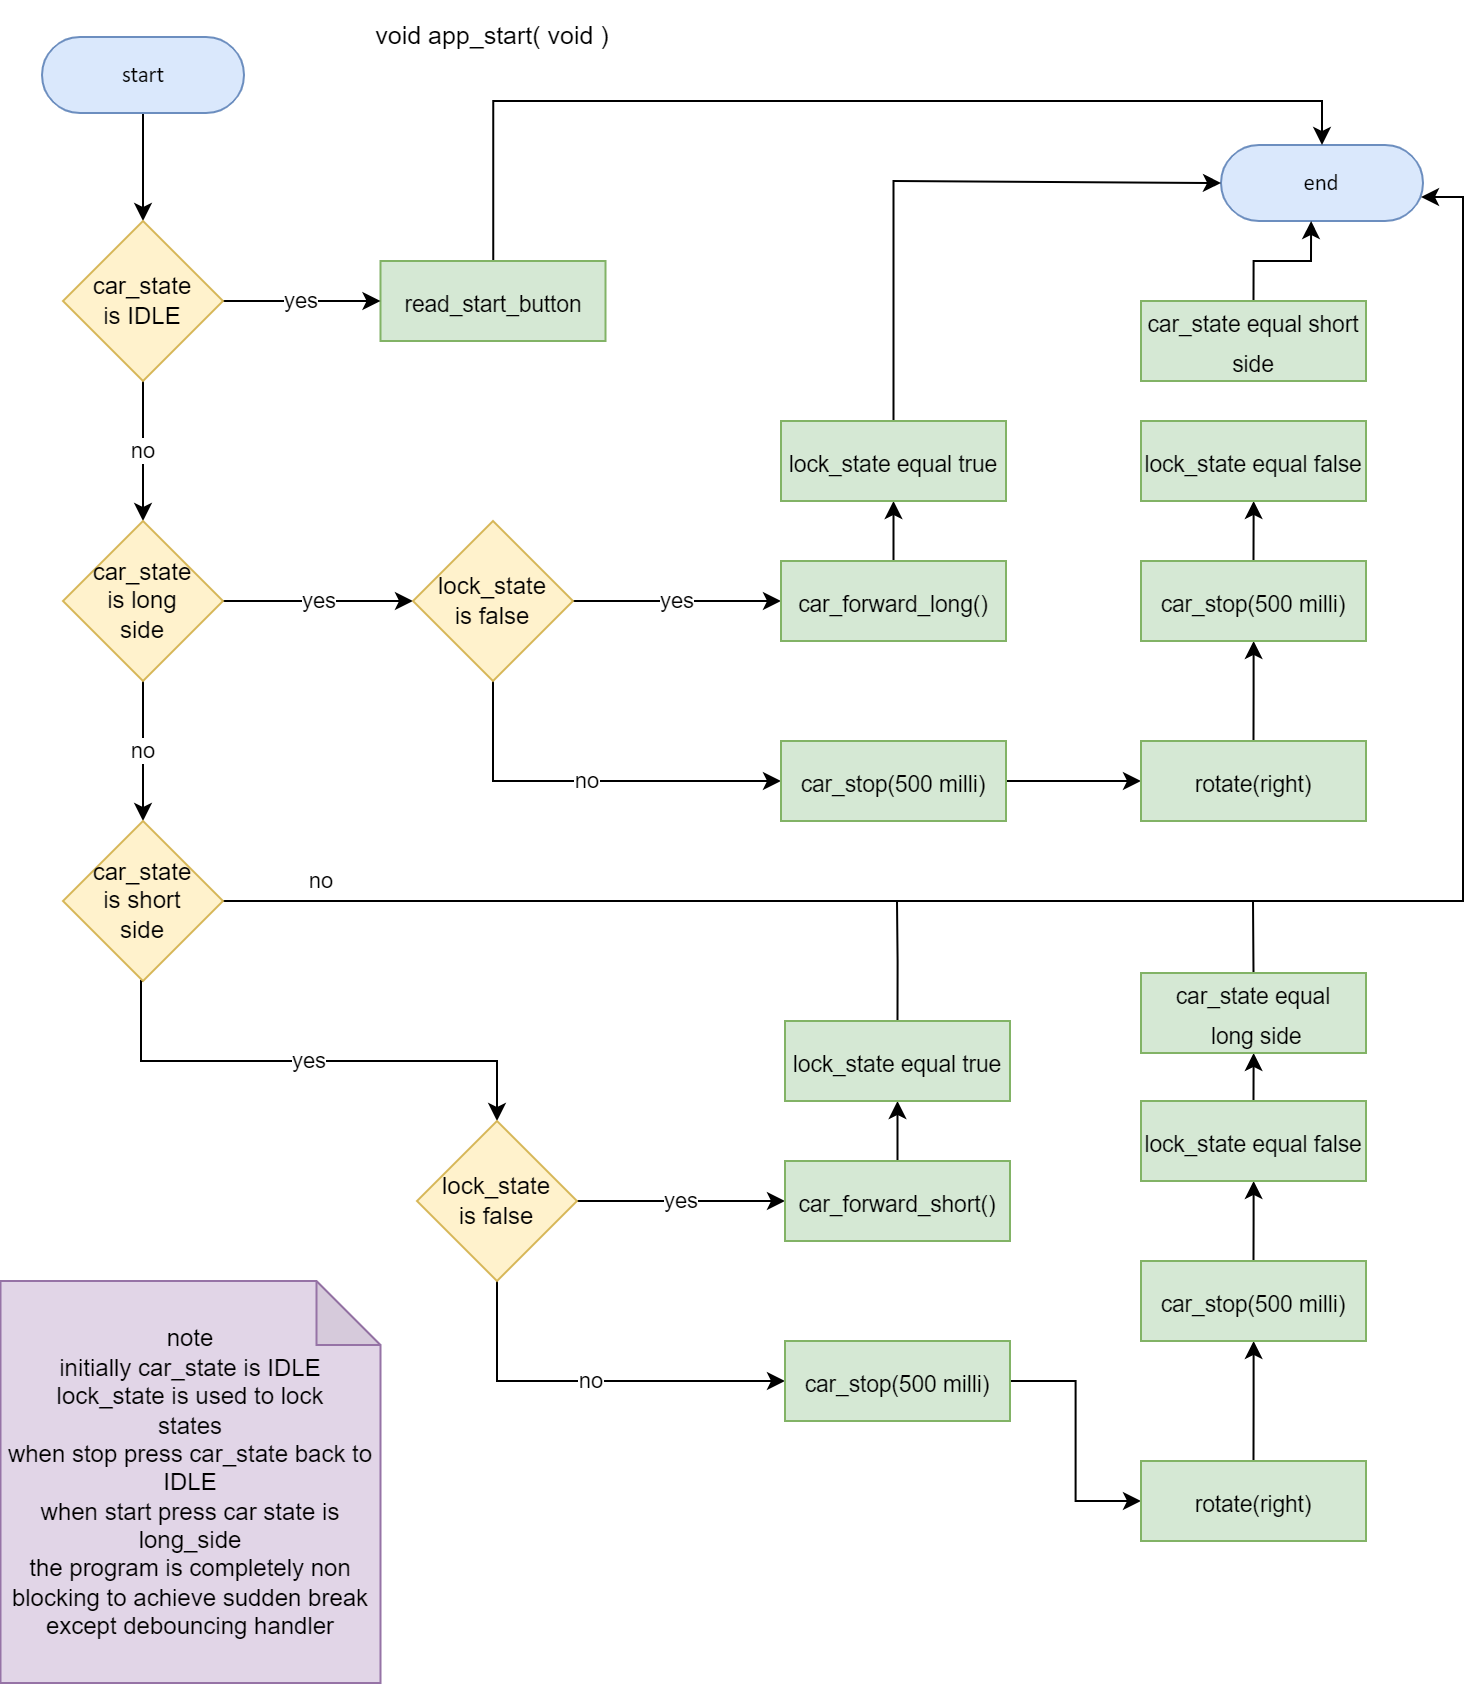 void app_start( void )
start
end
car_state
is IDLE
yes
read_start_button
car_state equal short
side
no
lock_state equal true
lock_state equal false
car_state
is long
side
yes
lock_state
is false
yes
car_forward_long()
car_stop(500 milli)
no
no
car_stop(500 milli)
rotate(right)
car_state
is short
side
no
car_state equal
long side
yes
lock_state equal true
lock_state equal false
lock_state
is false
yes
car_forward_short()
car_stop(500 milli)
no
car_stop(500 milli)
rotate(right)
note
initially car_state is IDLE
lock_state is used to lock
states
when stop press car_state back to
IDLE
when start press car state is
long_side
the program is completely non
blocking to achieve sudden break
except debouncing handler